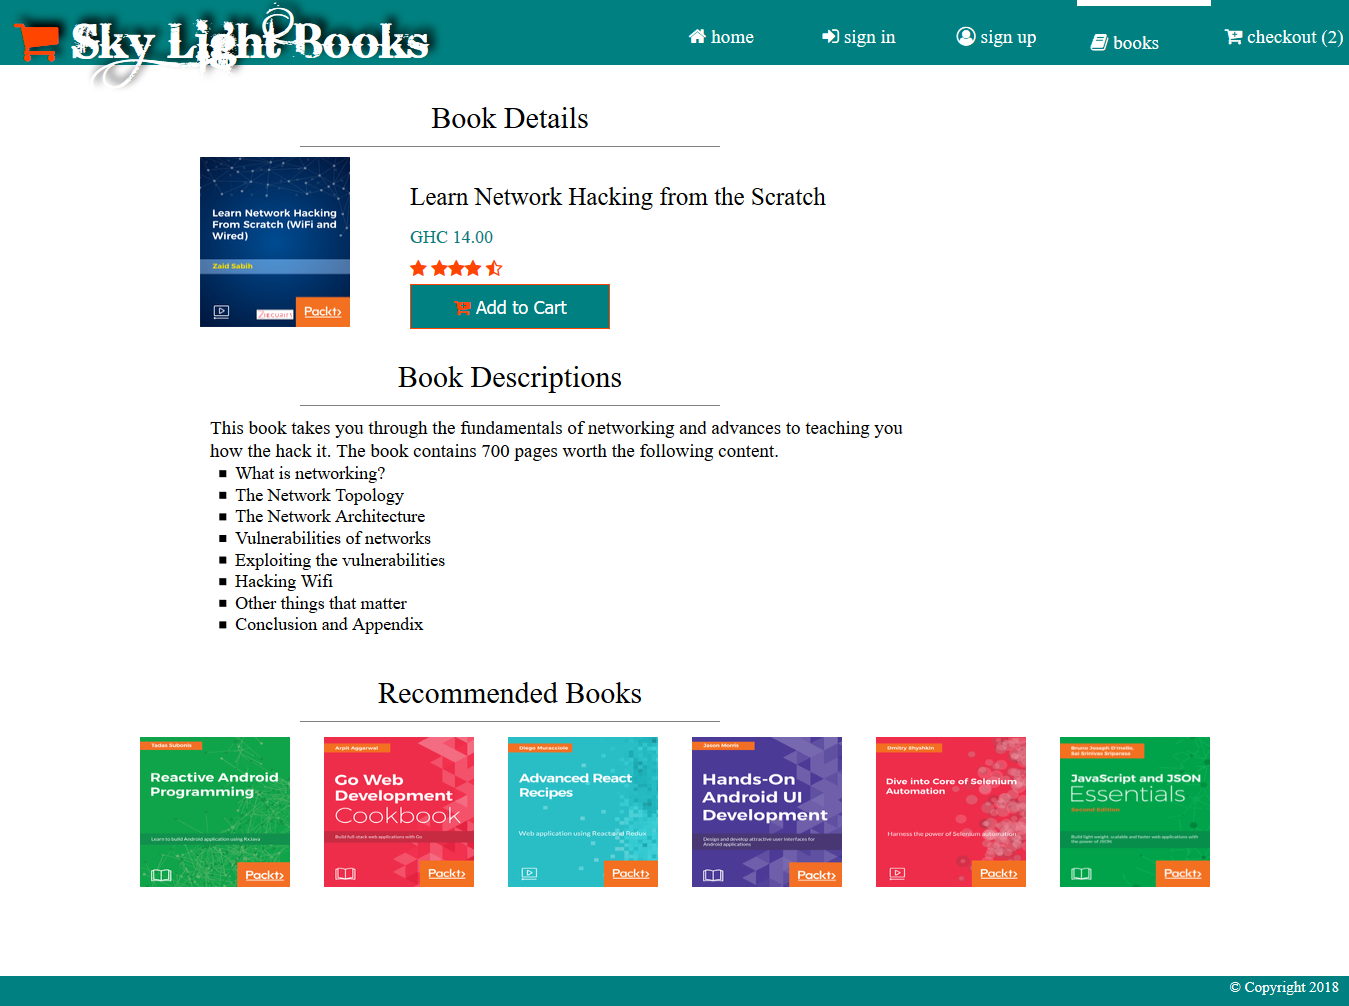 Sky Light Books
home
sign in
sign up
books
checkout (2)
Book Details
Learn Network Hacking
From Scratch (WiFi and
Wired)
Zaid Sabih
Packt>
Learn Network Hacking from the Scratch
GHC 14.00
Add to Cart
Book Descriptions
This book takes you through the fundamentals of networking and advances to teaching you
how the hack it. The book contains 700 pages worth the following content.
What is networking?
The Network Topology
The Network Architecture
Vulnerabilities of networks
Exploiting the vulnerabilities
Hacking Wifi
Other things that matter
Conclusion and Appendix
Recommended Books
Tadas Subonis
Reactive Android
Programming
Learn to build Android application using RxJava
Packt>
Arpit Aggarwal
Go Web
Development
Cookbook
Build full-stack web applications with Go
Packt>
Diego Muracciole
Advanced React
Recipes
Web application using React and Redux
Packt>
Jason Morris
Hands-On
Android UI
Development
Design and develop attractive user interfaces for
Android applications
Packt>
Dmitry Shyshkin
Dive into Core of Selenium
Automation
Harness the power of Selenium automation
Packt>
Bruno Joseph D'mello,
Sai Srinivas Sriparasa
JavaScript and JSON
Essentials
Second Edition
Build light weight, scalable and faster web applications with
the power of JSON
Packt>
© Copyright 2018